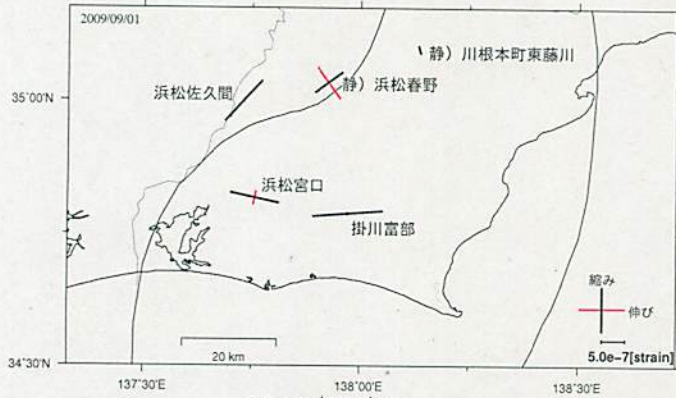 2009/09/01
静）川根本町東藤川
浜松佐久間
静）浜松春野
35°00'N
浜松宮口
掛川富部
縮み
伸び
20 km
5.0e-7[strain]
34°30'N
137°30'E
138°00'E
138°30'E